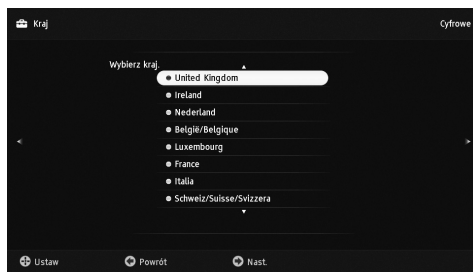 Kraj
Cyfrowe
Wybierz kraj.
United Kingdom
Ireland
Nederland
België/Belgique
Luxembourg
France
Italia
Schweiz/Suisse/Svizzera
Ustaw Powrót Nast.